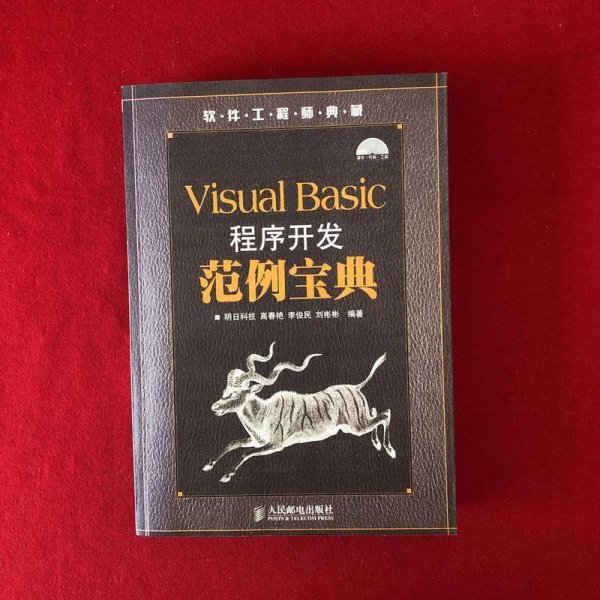 软·件·工·程·师·典·藏
Visual Basic
程序开发
范例宝典
■ 明日科技 高春艳 李俊民 刘彬彬 编著
人民邮电出版社
POSTS & TELECOM PRESS